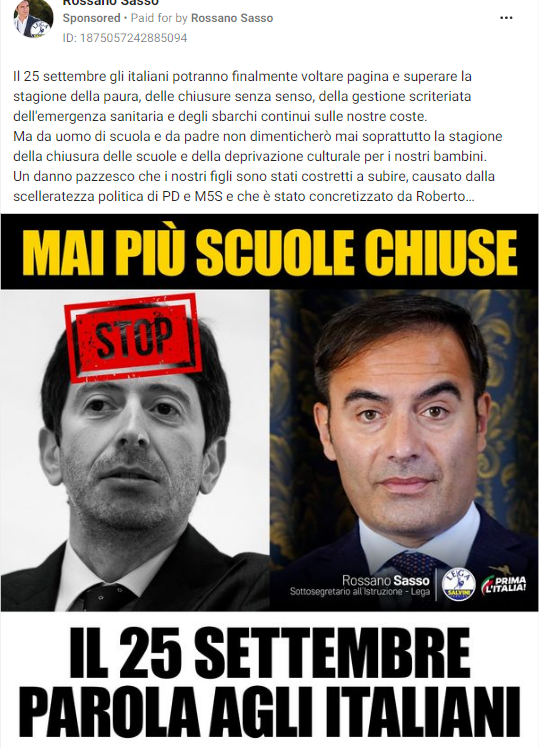 Rossano Sasso
Sponsored • Paid for by Rossano Sasso
ID: 1875057242885094
Il 25 settembre gli italiani potranno finalmente voltare pagina e superare la
stagione della paura, delle chiusure senza senso, della gestione scriteriata
dell'emergenza sanitaria e degli sbarchi continui sulle nostre coste.
Ma da uomo di scuola e da padre non dimenticherò mai soprattutto la stagione
della chiusura delle scuole e della deprivazione culturale per i nostri bambini.
Un danno pazzesco che i nostri figli sono stati costretti a subire, causato dalla
scelleratezza politica di PD e M5S e che è stato concretizzato da Roberto...
MAI PIÙ SCUOLE CHIUSE
STOP
Rossano Sasso
Sottosegretario all'Istruzione - Lega
LEGA
SALVINI
PRIMA
L'ITALIA!
IL 25 SETTEMBRE
PAROLA AGLI ITALIANI